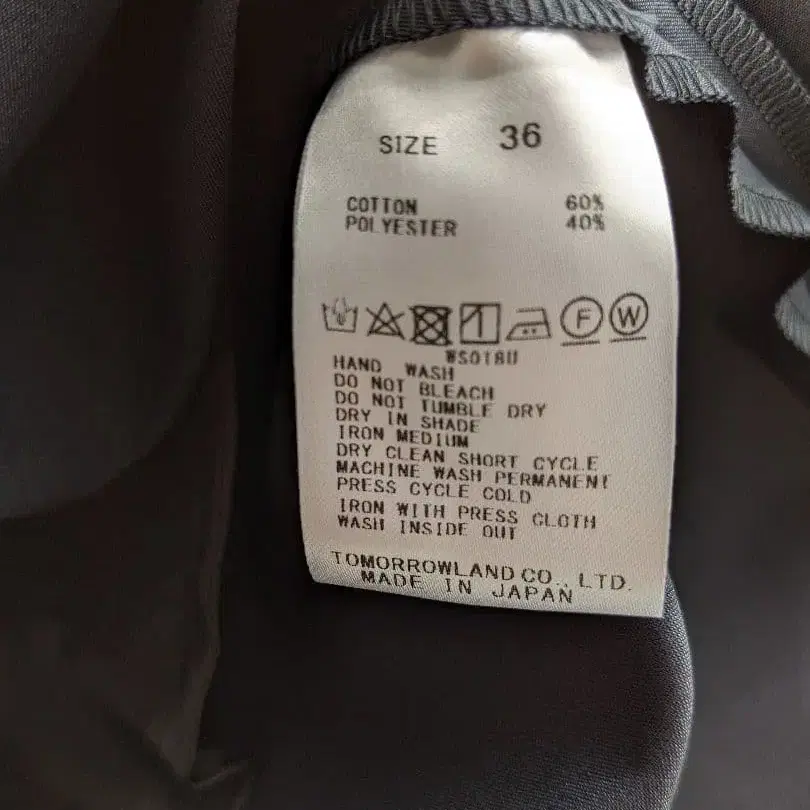 SIZE 36
COTTON 60%
POLYESTER 40%
F W
WS018U
HAND WASH
DO NOT BLEACH
DO NOT TUMBLE DRY
DRY IN SHADE
IRON MEDIUM
DRY CLEAN SHORT CYCLE
MACHINE WASH PERMANENT
PRESS CYCLE COLD
IRON WITH PRESS CLOTH
WASH INSIDE OUT
TOMORROWLAND CO., LTD.
MADE IN JAPAN